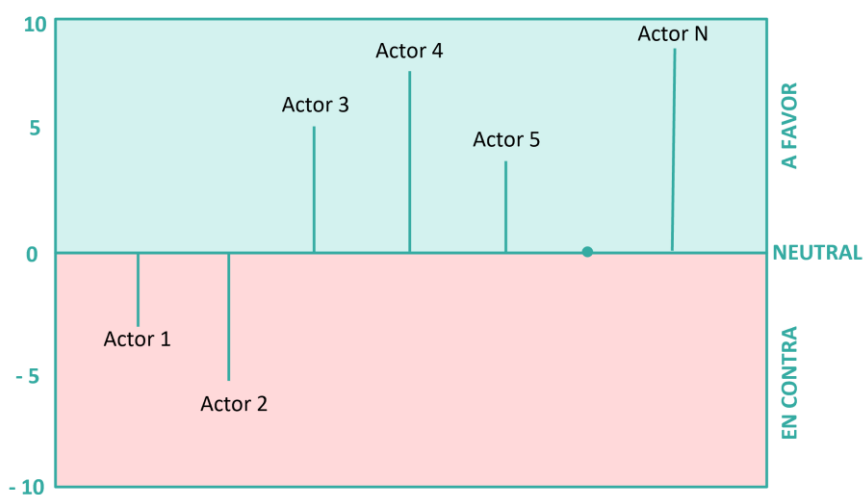 10
Actor N
Actor 4
A FAVOR
Actor 3
5
Actor 5
0
NEUTRAL
Actor 1
EN CONTRA
- 5
Actor 2
- 10